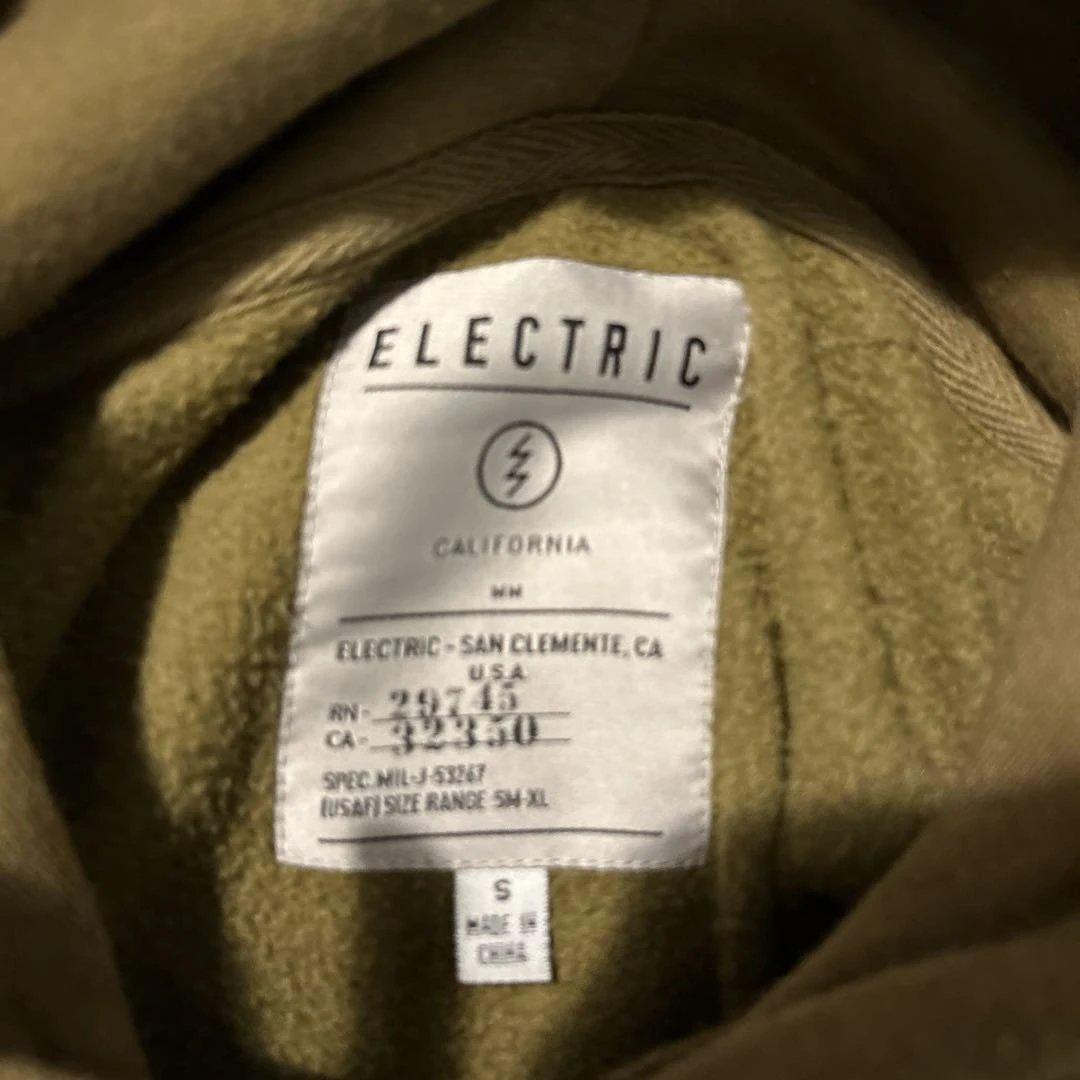 ELECTRIC
CALIFORNIA
ELECTRIC - SAN CLEMENTE, CA
U.S.A.
RN- 29745
CA- 32350
SPEC. MIL-J-53267
(USAF) SIZE RANGE SM-XL
S
MADE IN
CHINA